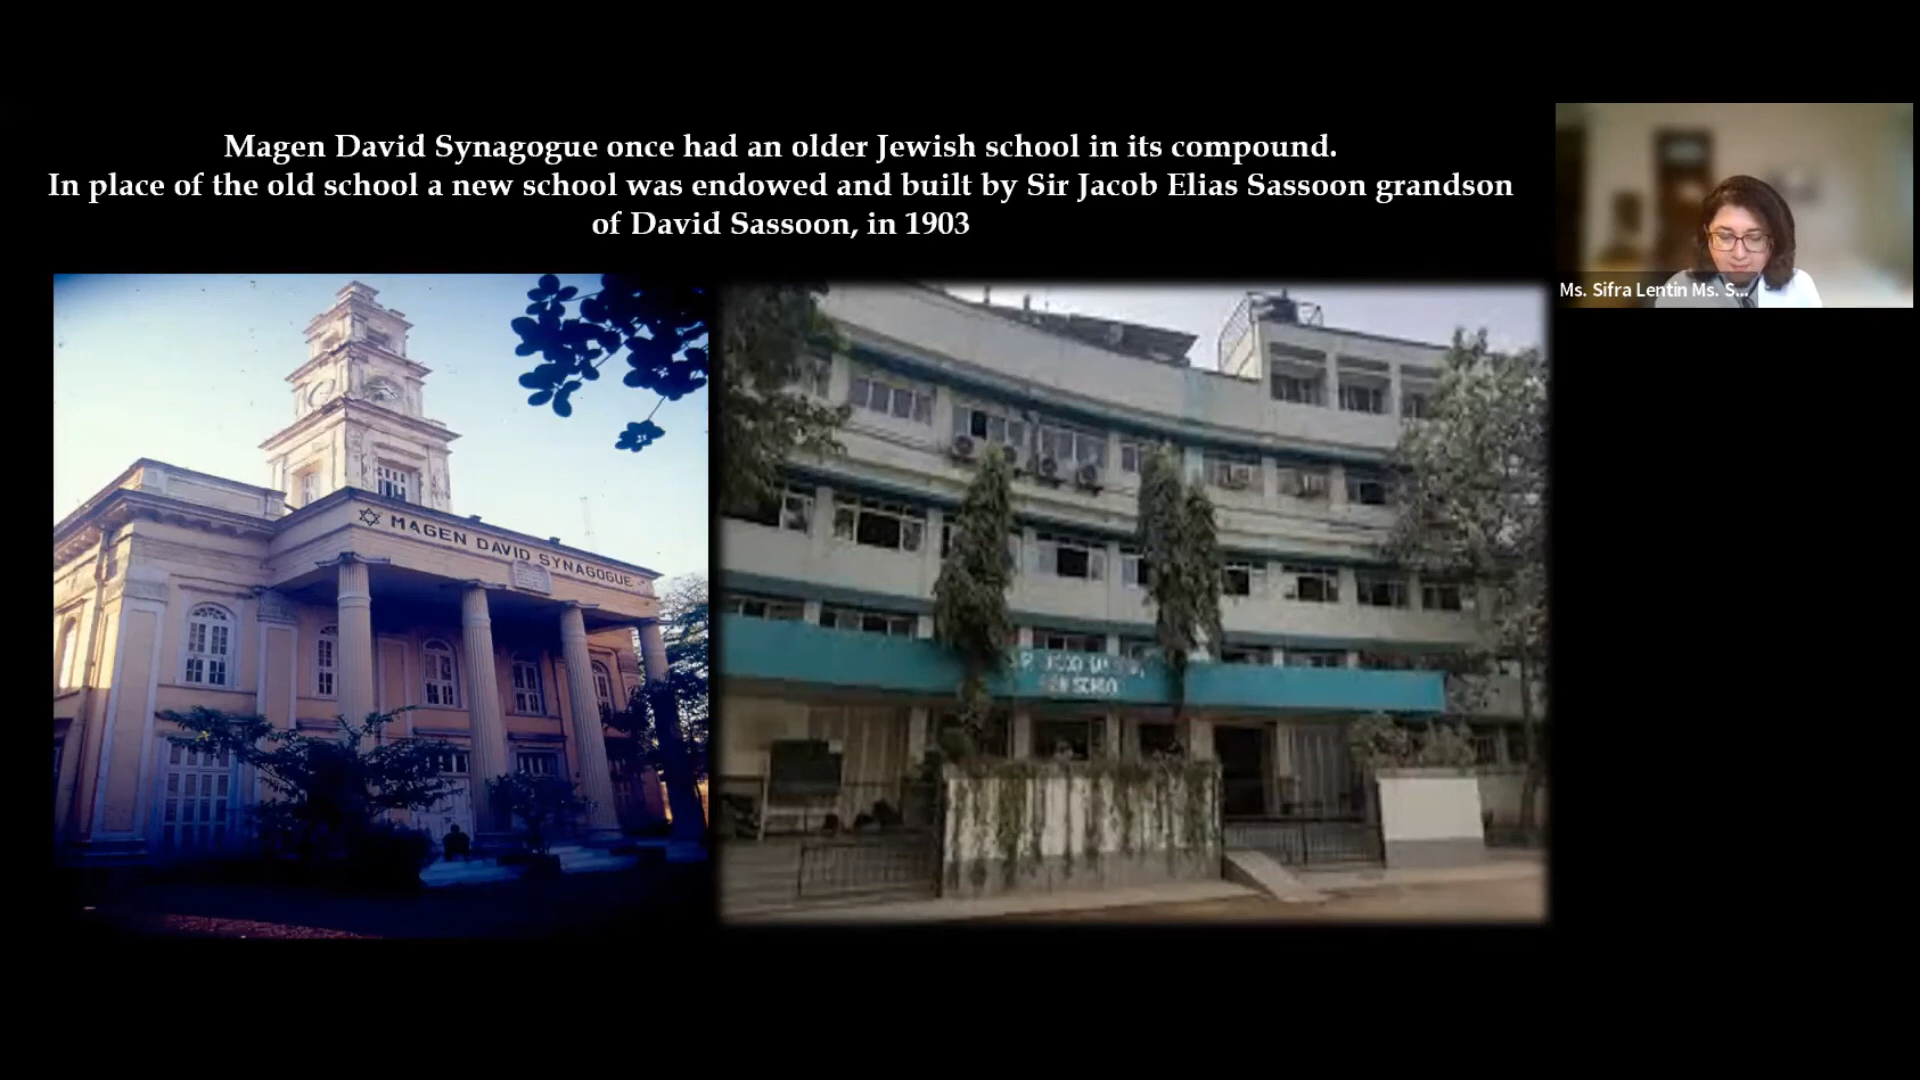 Magen David Synagogue once had an older Jewish school in its compound.
In place of the old school a new school was endowed and built by Sir Jacob Elias Sassoon grandson
of David Sassoon, in 1903
Ms. Sifra Lentin Ms. S...
MAGEN DAVID SYNAGOGUE